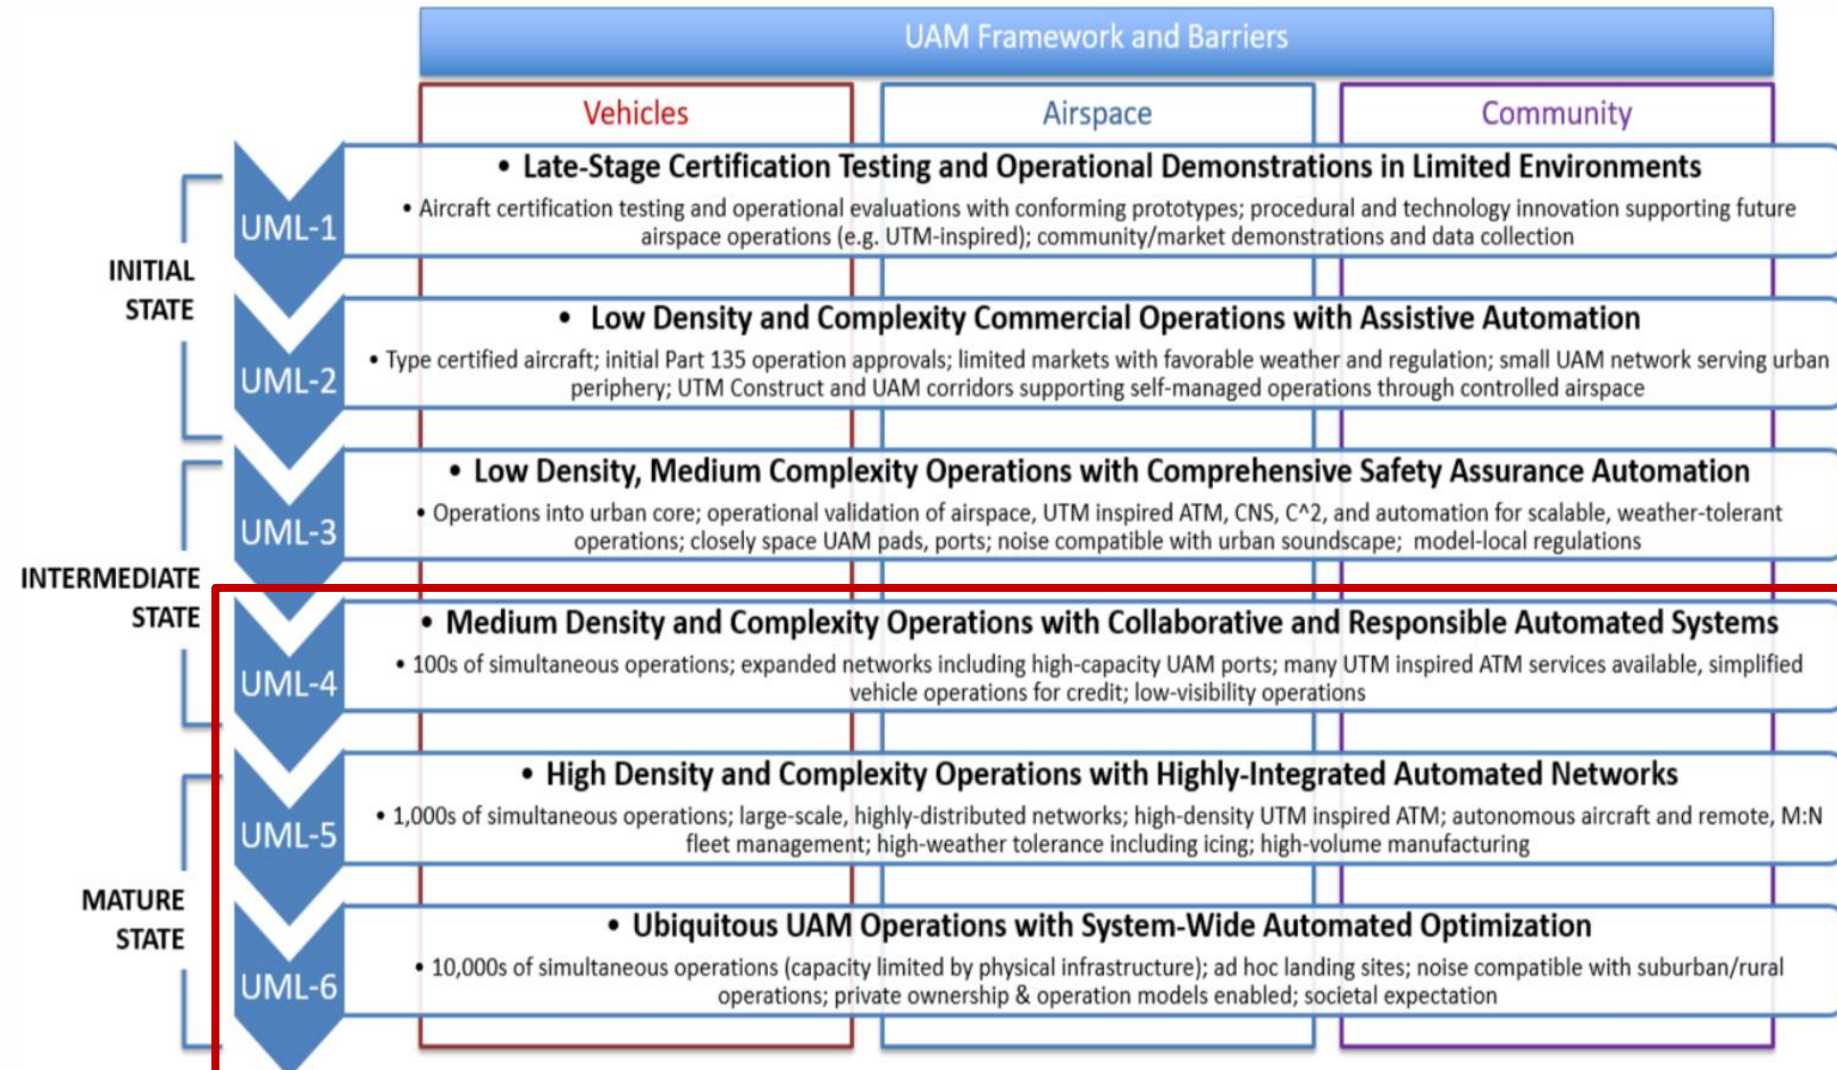 UAM Framework and Barriers
Vehicles
Airspace
Community
INITIAL
STATE
UML-1
• Late-Stage Certification Testing and Operational Demonstrations in Limited Environments
• Aircraft certification testing and operational evaluations with conforming prototypes; procedural and technology innovation supporting future
airspace operations (e.g. UTM-inspired); community/market demonstrations and data collection
UML-2
• Low Density and Complexity Commercial Operations with Assistive Automation
• Type certified aircraft; initial Part 135 operation approvals; limited markets with favorable weather and regulation; small UAM network serving urban
periphery; UTM Construct and UAM corridors supporting self-managed operations through controlled airspace
INTERMEDIATE
STATE
UML-3
• Low Density, Medium Complexity Operations with Comprehensive Safety Assurance Automation
• Operations into urban core; operational validation of airspace, UTM inspired ATM, CNS, C^2, and automation for scalable, weather-tolerant
operations; closely space UAM pads, ports; noise compatible with urban soundscape; model-local regulations
UML-4
• Medium Density and Complexity Operations with Collaborative and Responsible Automated Systems
• 100s of simultaneous operations; expanded networks including high-capacity UAM ports; many UTM inspired ATM services available, simplified
vehicle operations for credit; low-visibility operations
MATURE
STATE
UML-5
• High Density and Complexity Operations with Highly-Integrated Automated Networks
• 1,000s of simultaneous operations; large-scale, highly-distributed networks; high-density UTM inspired ATM; autonomous aircraft and remote, M:N
fleet management; high-weather tolerance including icing; high-volume manufacturing
UML-6
• Ubiquitous UAM Operations with System-Wide Automated Optimization
• 10,000s of simultaneous operations (capacity limited by physical infrastructure); ad hoc landing sites; noise compatible with suburban/rural
operations; private ownership & operation models enabled; societal expectation